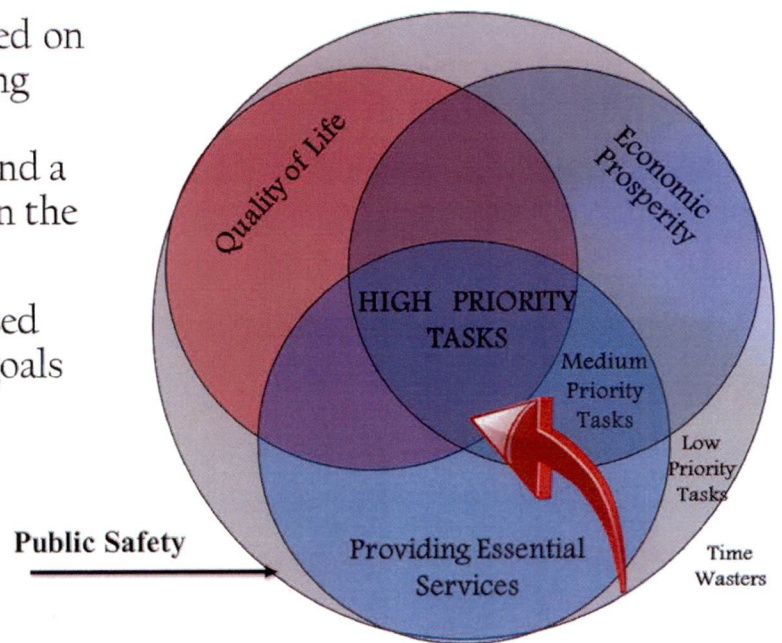 ed on
ng
nd a
n the
ed
oals
Quality of Life
Economic
Prosperity
HIGH PRIORITY
TASKS
Medium
Priority
Tasks
Low
Priority
Tasks
Public Safety
Providing Essential
Services
Time
Wasters